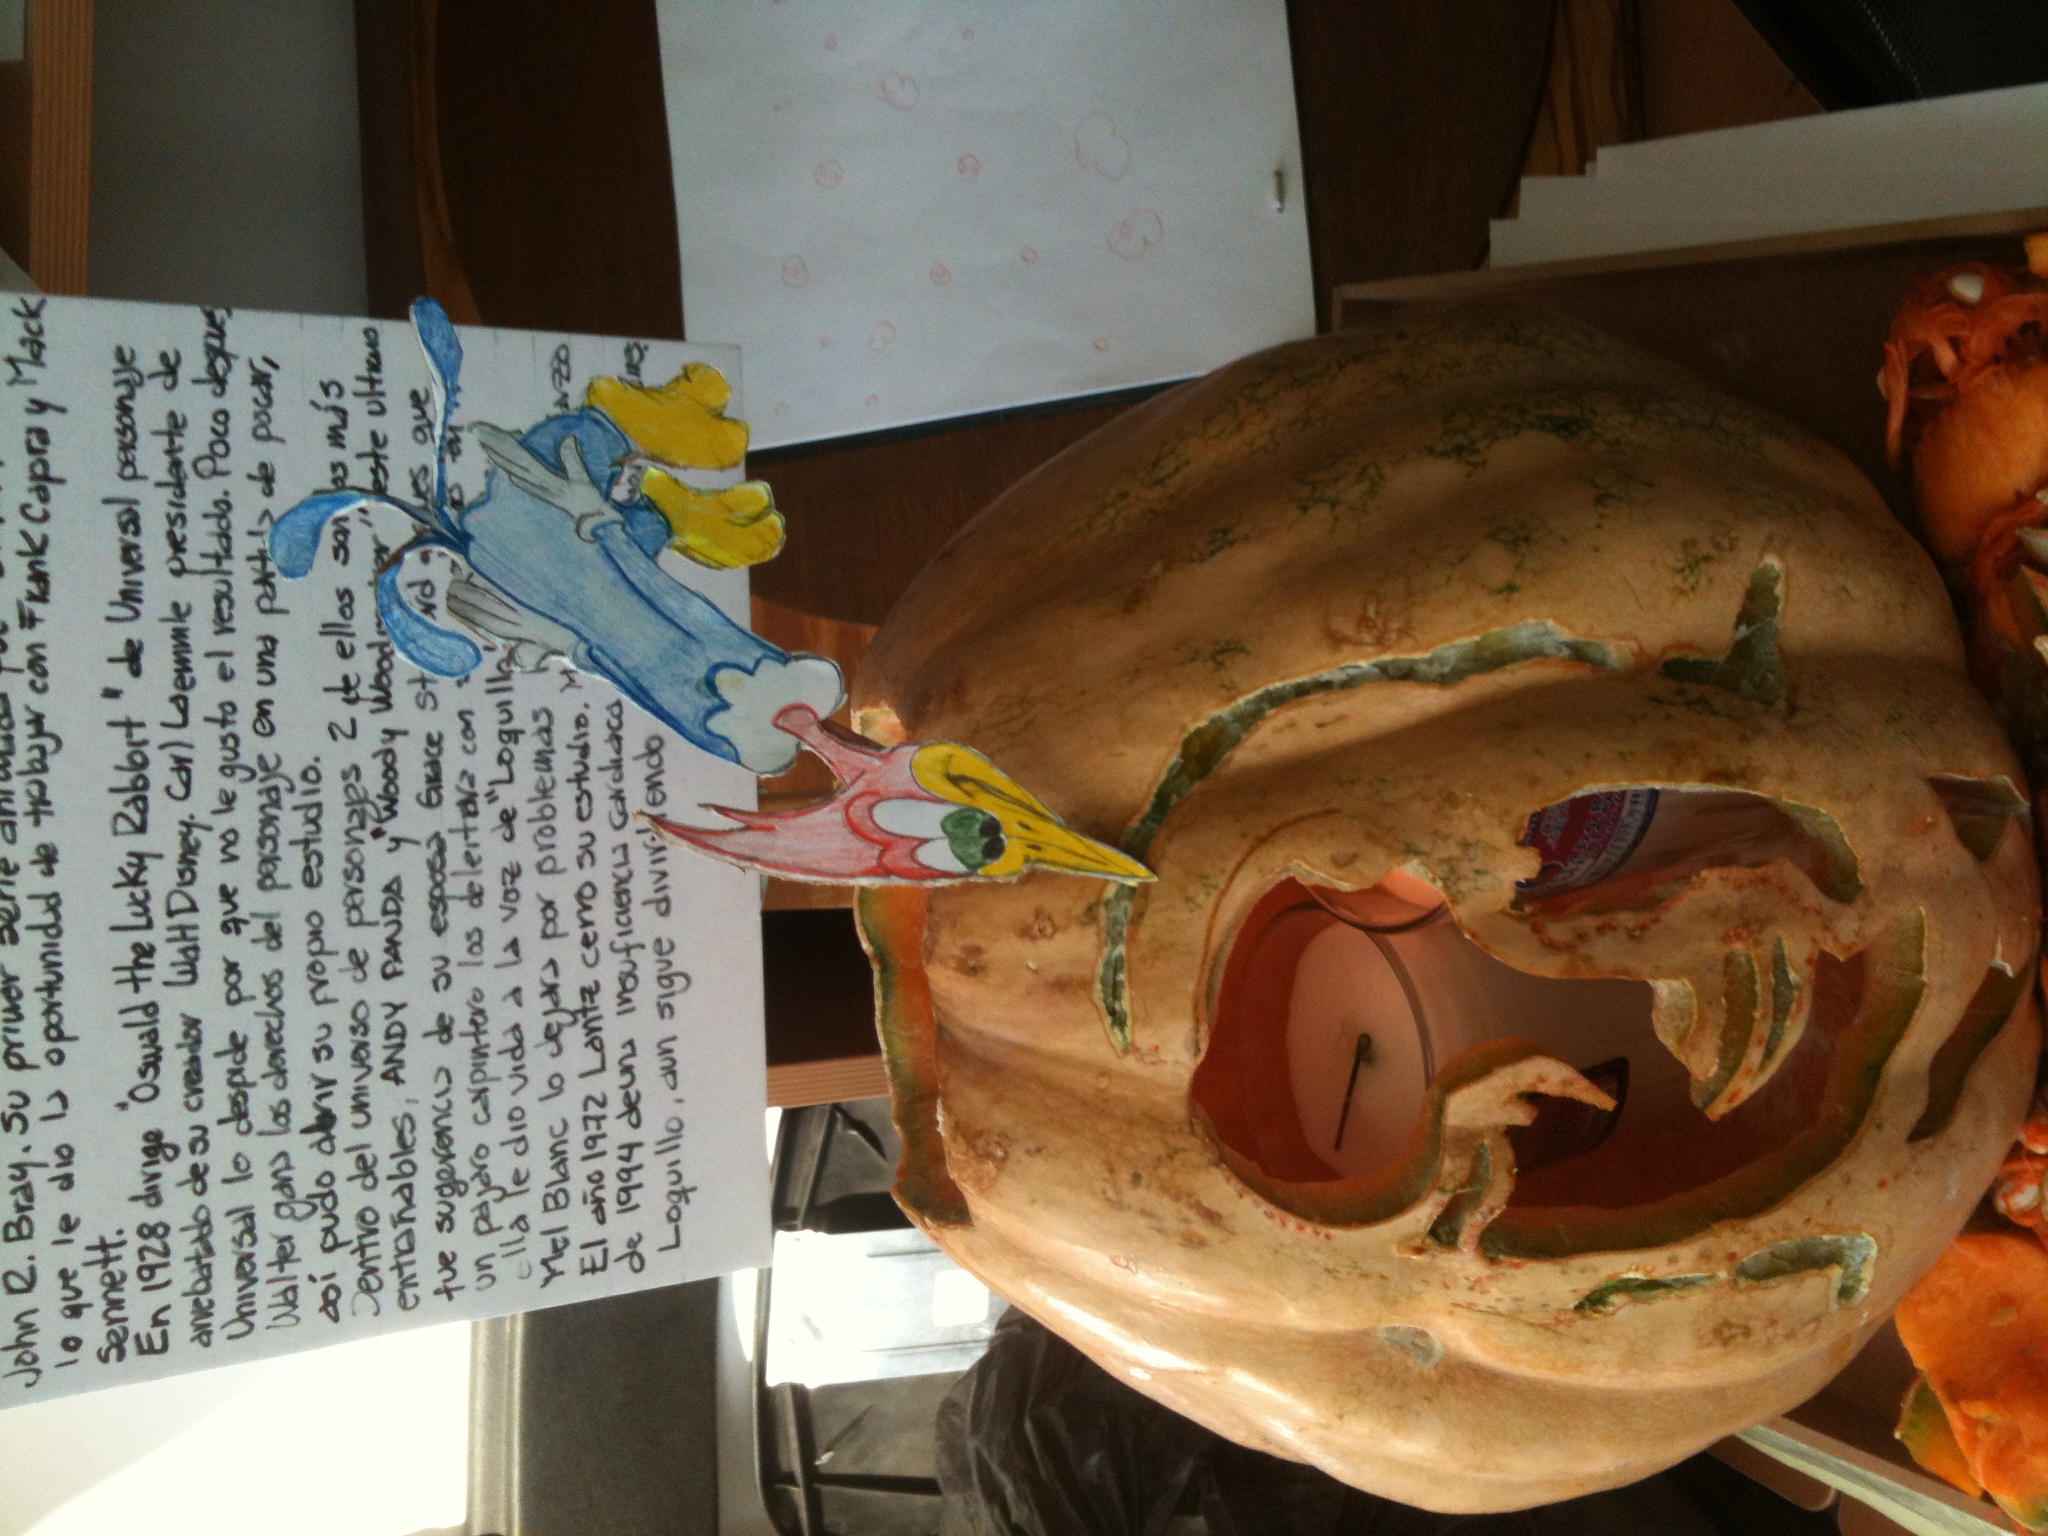 John R. Bray. Su primer serie animada fue
lo que le dio la oportunidad de trabajar con Frank Capra y Mack
Sennett.
En 1928 dirige "Oswald the Lucky Rabbit" de Universal personaje
arrebatado de su creador Walt Disney. Carl Laemmle presidente de
Universal lo despide por que no le gusto el resultado. Poco despues
Walter gana los derechos del personaje en una partida de pocar,
así pudo abrir su propio estudio.
Dentro del universo de personajes 2 de ellos son los más
entrañables, ANDY PANDA y "Woody Woodpecker" este ultimo
fue sugerencia de su esposa Grace que
un pajaro carpintero los deleitara con
ella le dio vida a la voz de "Loquillo"
Mel Blanc lo dejara por problemas
El año 1972 Lantz cerro su estudio.
de 1994 de una insuficiencia cardiaca
Loquillo, aun sigue divirtiendo